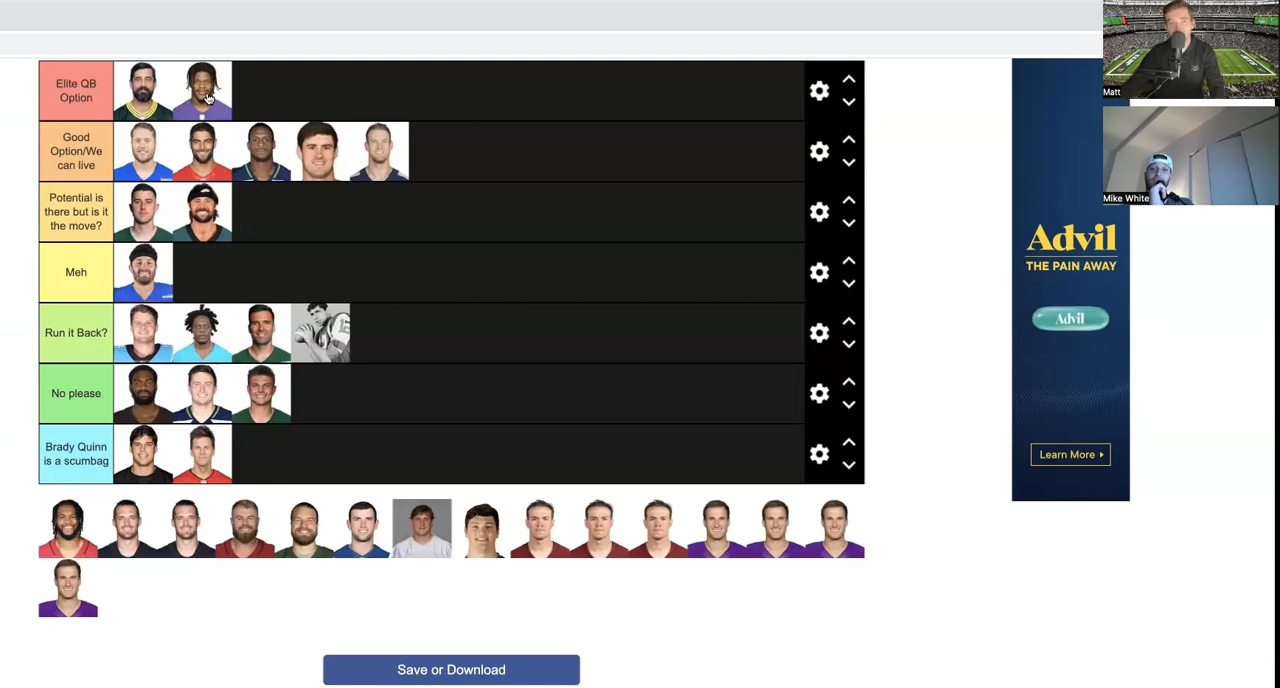 Elite QB
Option
Good
Option/We
can live
Potential is
there but is it
the move?
Meh
Run it Back?
No please
Brady Quinn
is a scumbag
Save or Download
Matt
Mike White
Advil
THE PAIN AWAY
Advil
Learn More